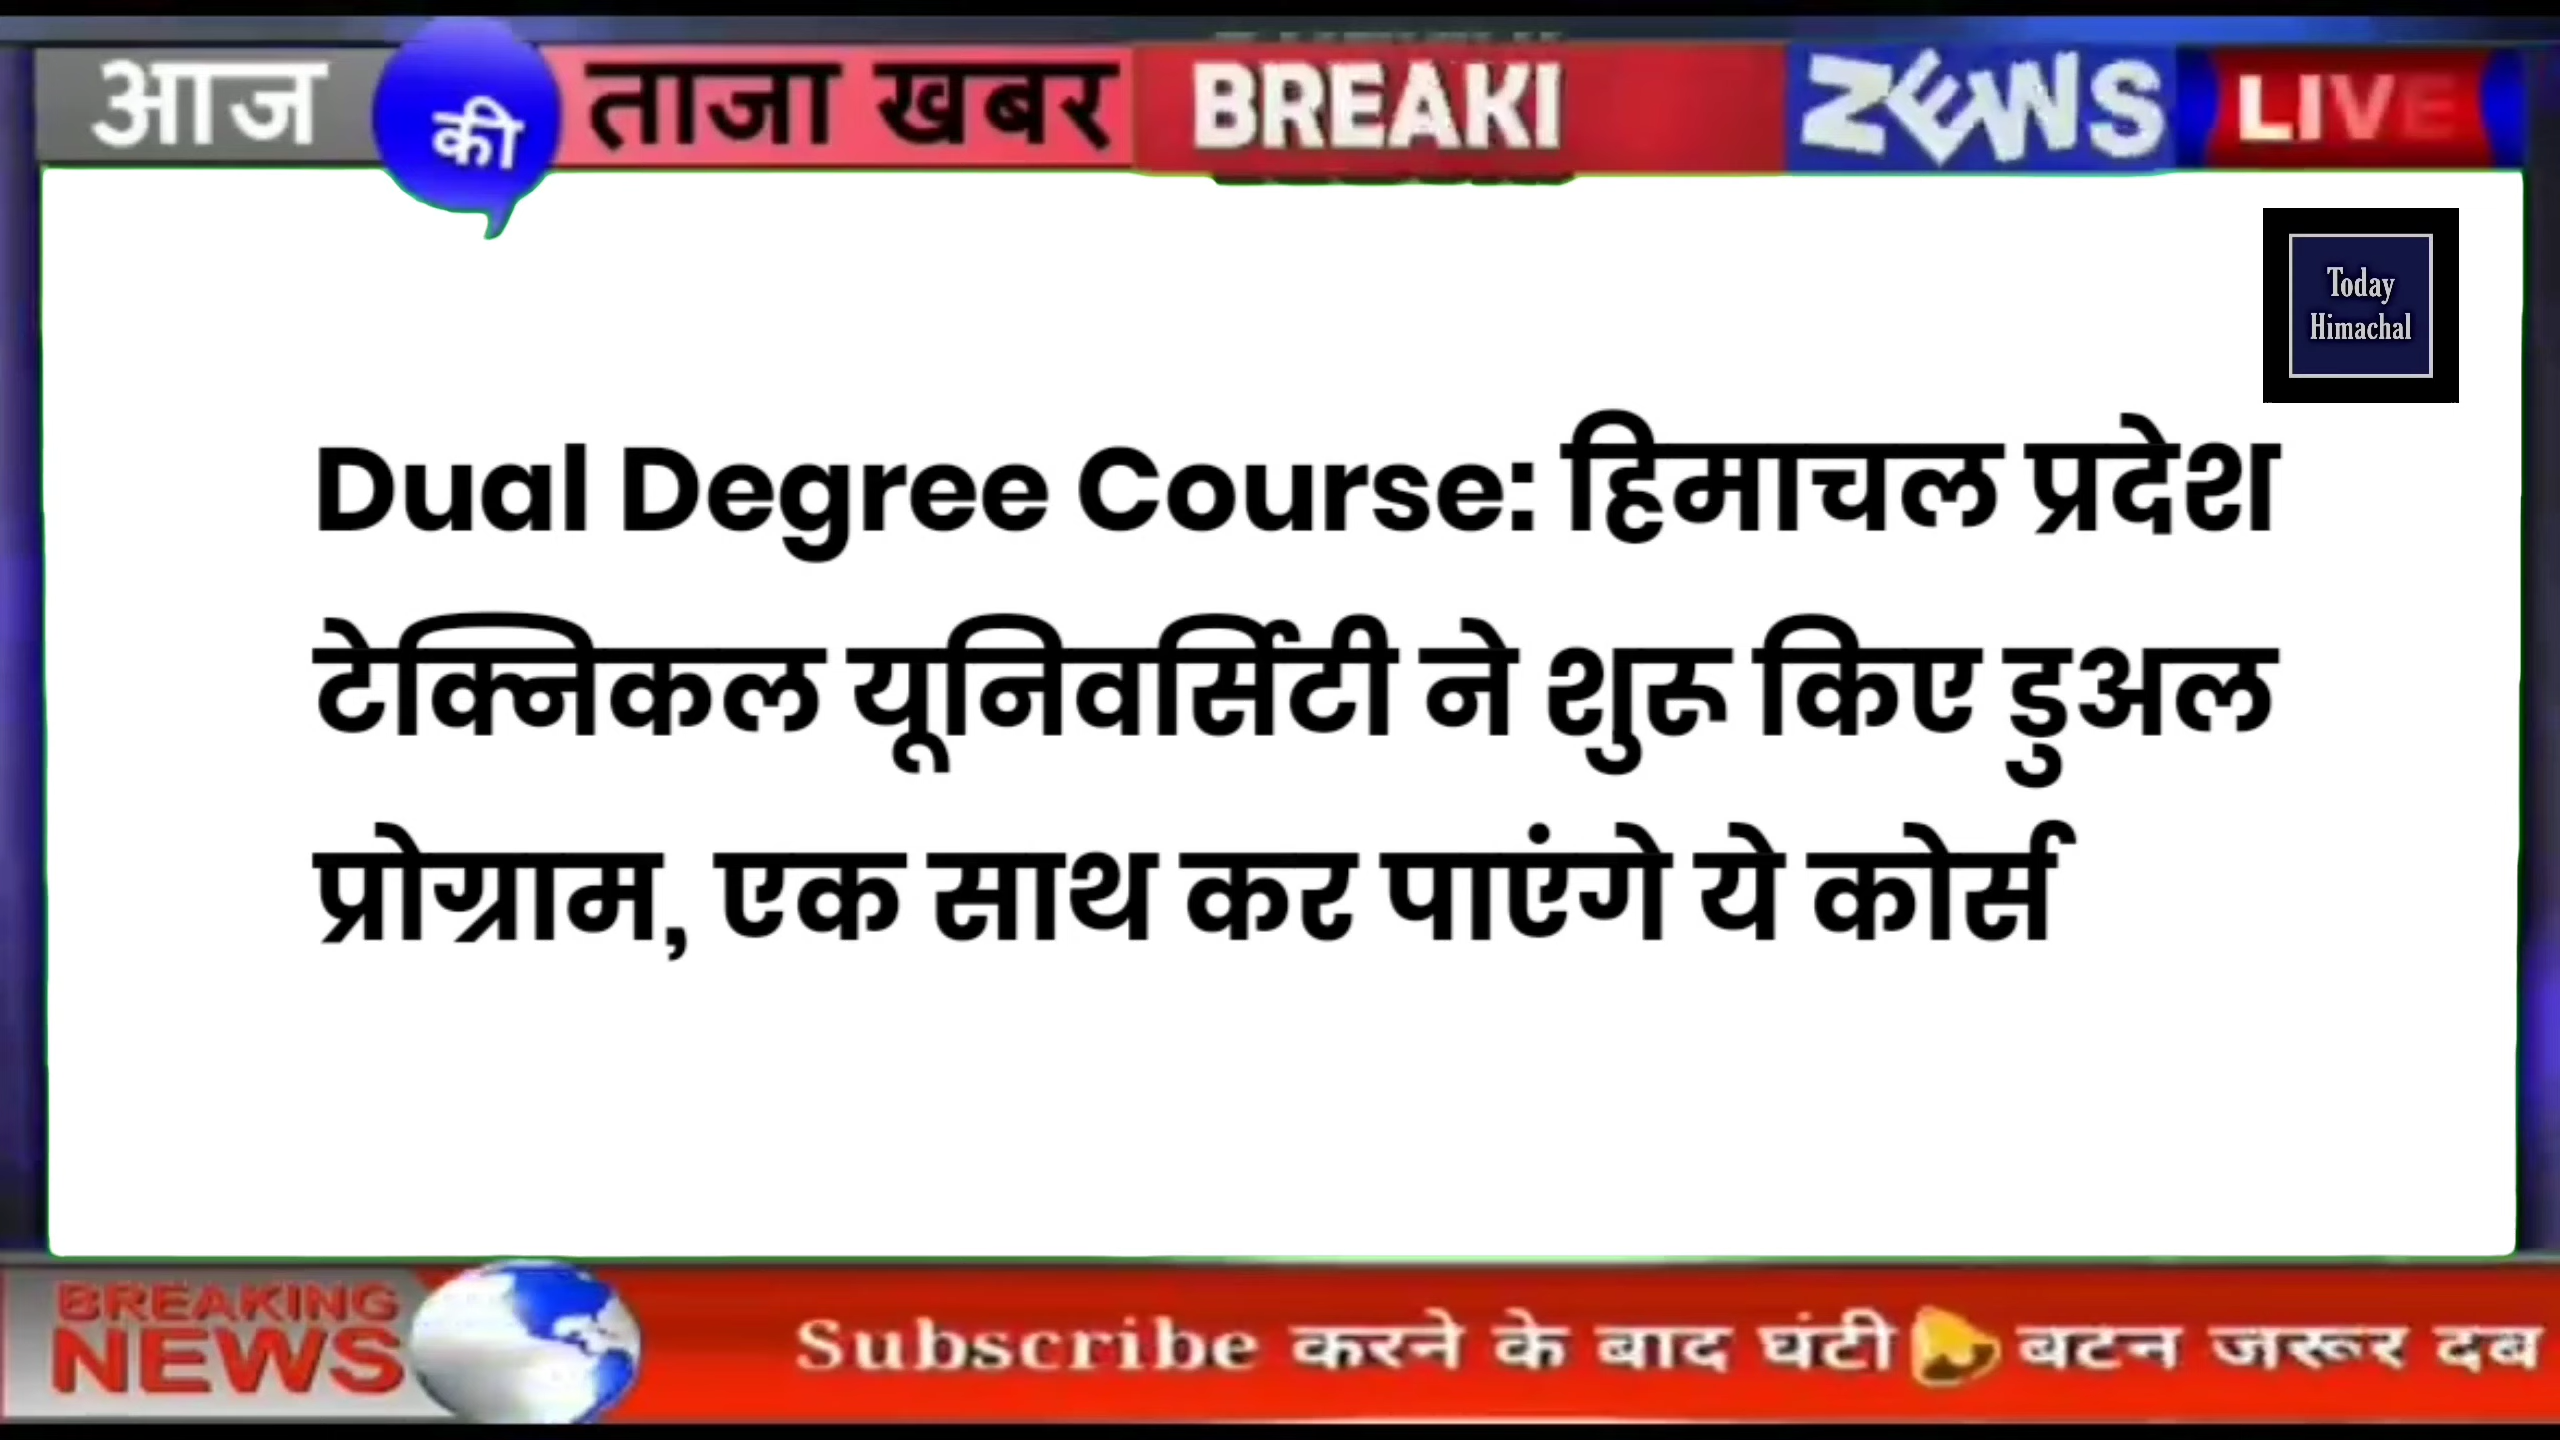 आज की ताजा खबर BREAKI NEWS LIVE
Today
Himachal
Dual Degree Course: हिमाचल प्रदेश
टेक्निकल यूनिवर्सिटी ने शुरू किए डुअल
प्रोग्राम, एक साथ कर पाएंगे ये कोर्स
BREAKING
NEWS
Subscribe करने के बाद घंटी बटन जरूर दब